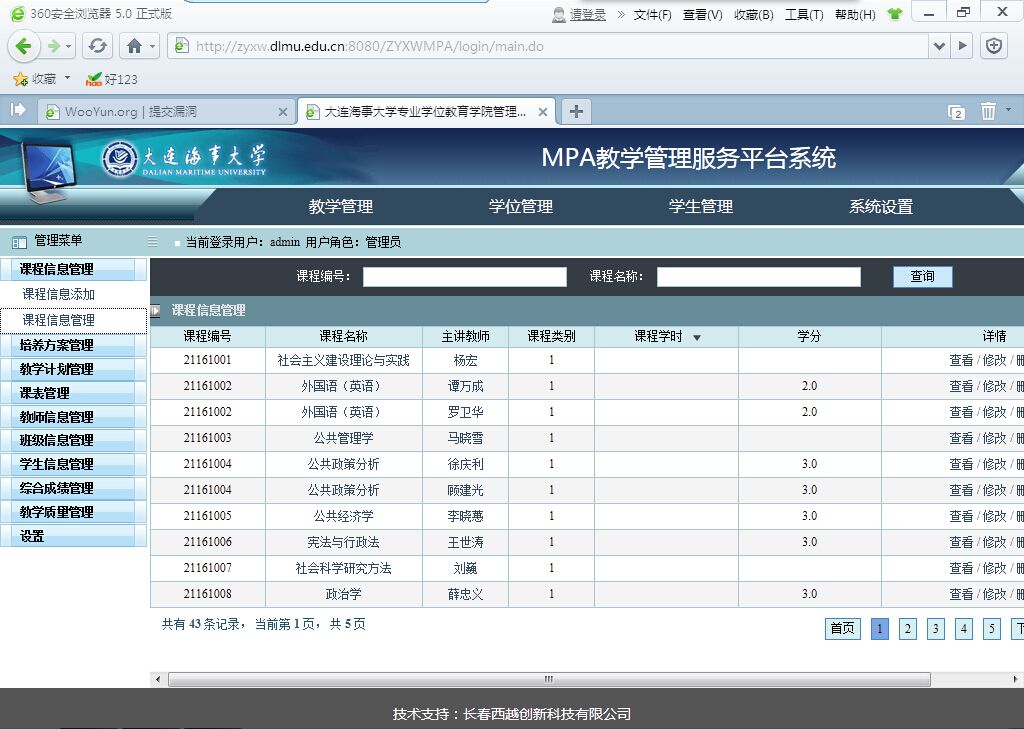 360安全浏览器 5.0 正式版
请登录 » 文件(F) 查看(V) 收藏(B) 工具(T) 帮助(H)
http://zyxw.dlmu.edu.cn:8080/ZYXWMPA/login/main.do
收藏 好123
WooYun.org | 提交漏洞
大连海事大学专业学位教育学院管理...
2
大连海事大学
DALIAN MARITIME UNIVERSITY
MPA教学管理服务平台系统
教学管理 学位管理 学生管理 系统设置
管理菜单
当前登录用户：admin 用户角色：管理员
课程信息管理
课程信息添加
课程信息管理
培养方案管理
教学计划管理
课表管理
教师信息管理
班级信息管理
学生信息管理
综合成绩管理
教学质量管理
设置
课程编号： 课程名称： 查询
课程信息管理
课程编号 课程名称 主讲教师 课程类别 课程学时 学分 详情
21161001 社会主义建设理论与实践 杨宏 1 查看 / 修改 /
21161002 外国语（英语） 谭万成 1 2.0 查看 / 修改 /
21161002 外国语（英语） 罗卫华 1 2.0 查看 / 修改 /
21161003 公共管理学 马晓雪 1 查看 / 修改 /
21161004 公共政策分析 徐庆利 1 3.0 查看 / 修改 /
21161004 公共政策分析 顾建光 1 3.0 查看 / 修改 /
21161005 公共经济学 李晓蕙 1 3.0 查看 / 修改 /
21161006 宪法与行政法 王世涛 1 3.0 查看 / 修改 /
21161007 社会科学研究方法 刘巍 1 查看 / 修改 /
21161008 政治学 薛忠义 1 3.0 查看 / 修改 /
共有 43 条记录，当前第 1 页，共 5 页
首页 1 2 3 4 5
技术支持：长春西越创新科技有限公司